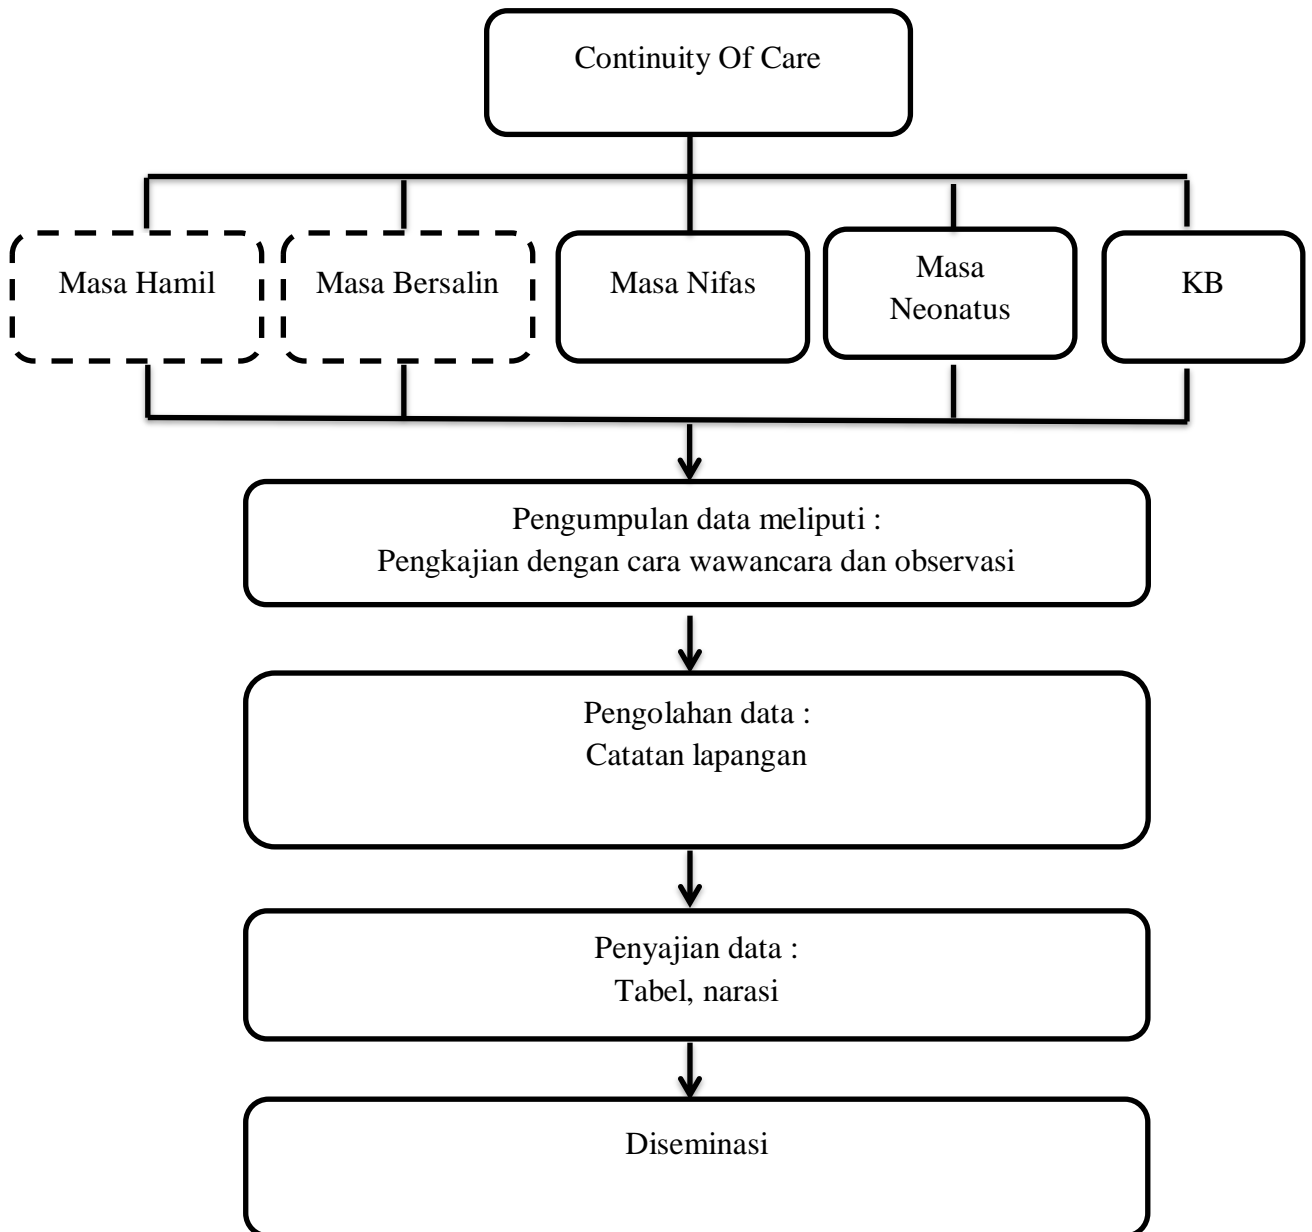 Continuity Of Care
Masa Hamil
Masa Bersalin
Masa Nifas
Masa
Neonatus
KB
Pengumpulan data meliputi :
Pengkajian dengan cara wawancara dan observasi
Pengolahan data :
Catatan lapangan
Penyajian data :
Tabel, narasi
Diseminasi